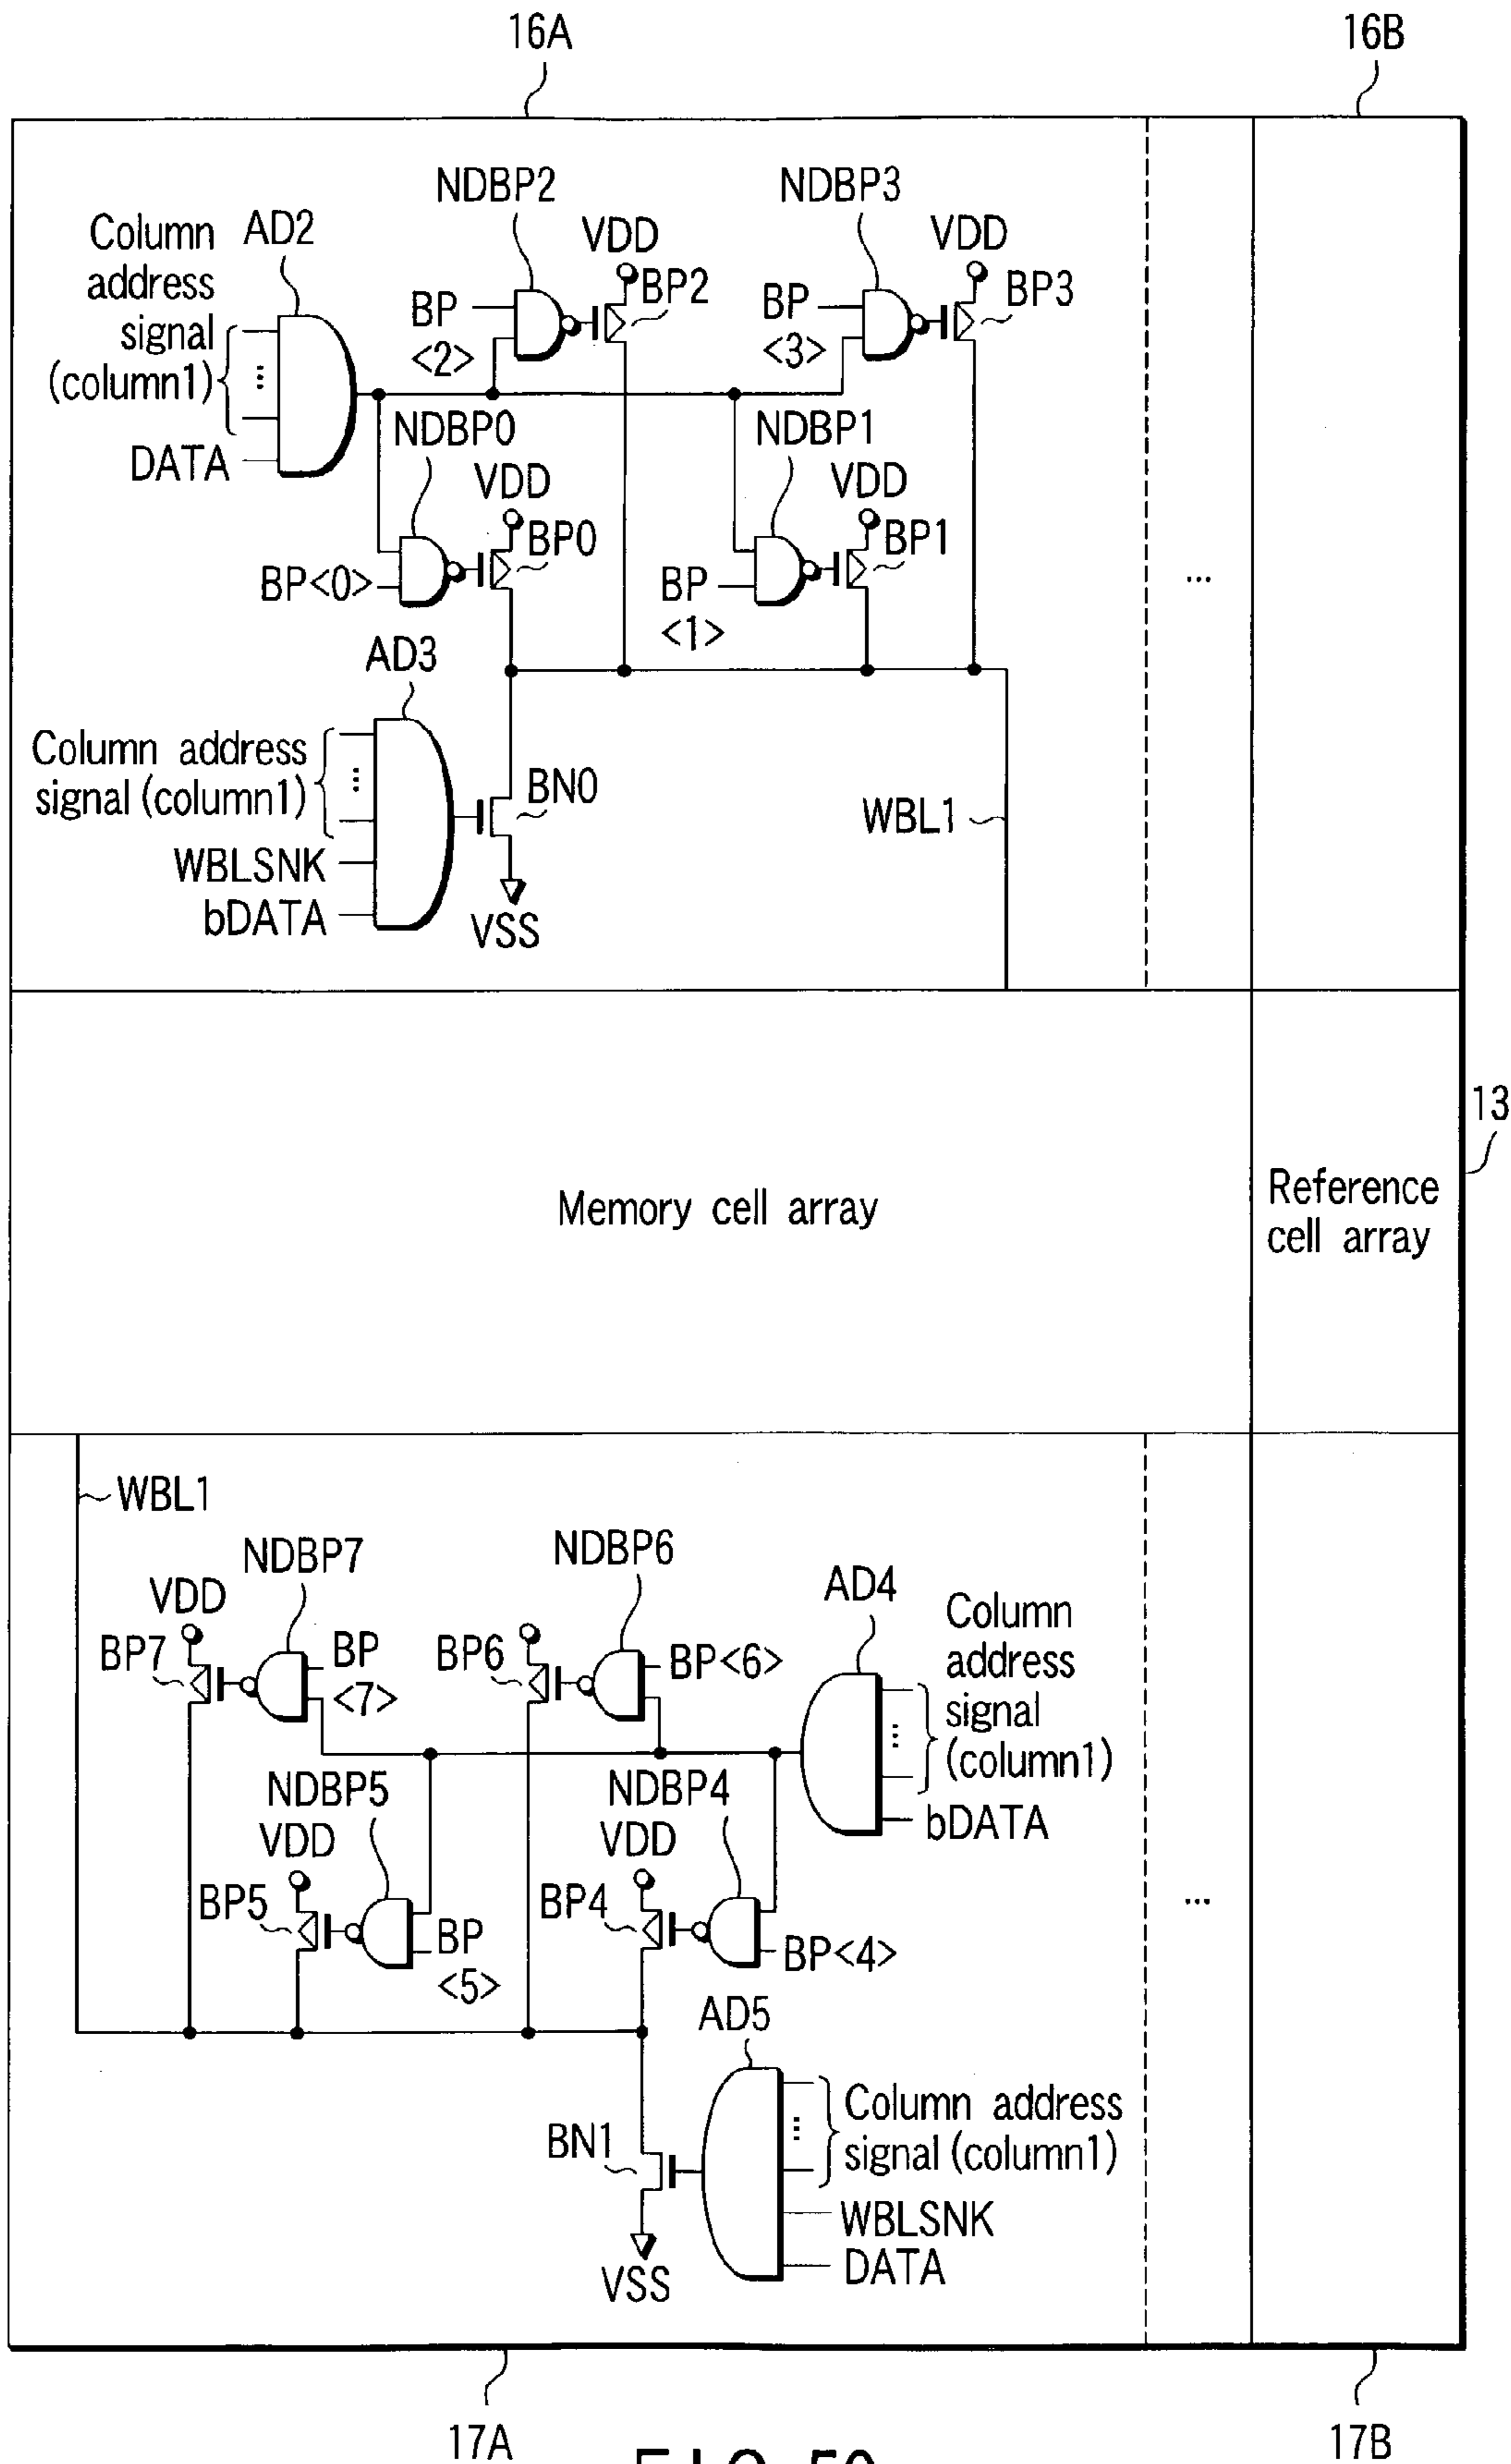 16A
16B
NDBP2
NDBP3
Column
address
signal
(column1)
AD2
VDD
VDD
BP
<2>
BP2
BP
<3>
BP3
...
DATA
NDBP0
NDBP1
VDD
VDD
BP0
BP1
BP<0>
BP
<1>
...
AD3
Column address
signal (column1)
...
BN0
WBL1
WBLSNK
bDATA
VSS
13
Memory cell array
Reference
cell array
WBL1
NDBP7
NDBP6
AD4
VDD
Column
address
signal
(column1)
BP7
BP
<7>
BP6
BP<6>
...
NDBP5
NDBP4
VDD
VDD
bDATA
BP5
BP
<5>
BP4
BP<4>
...
AD5
Column address
signal (column1)
...
BN1
WBLSNK
DATA
VSS
17A
17B